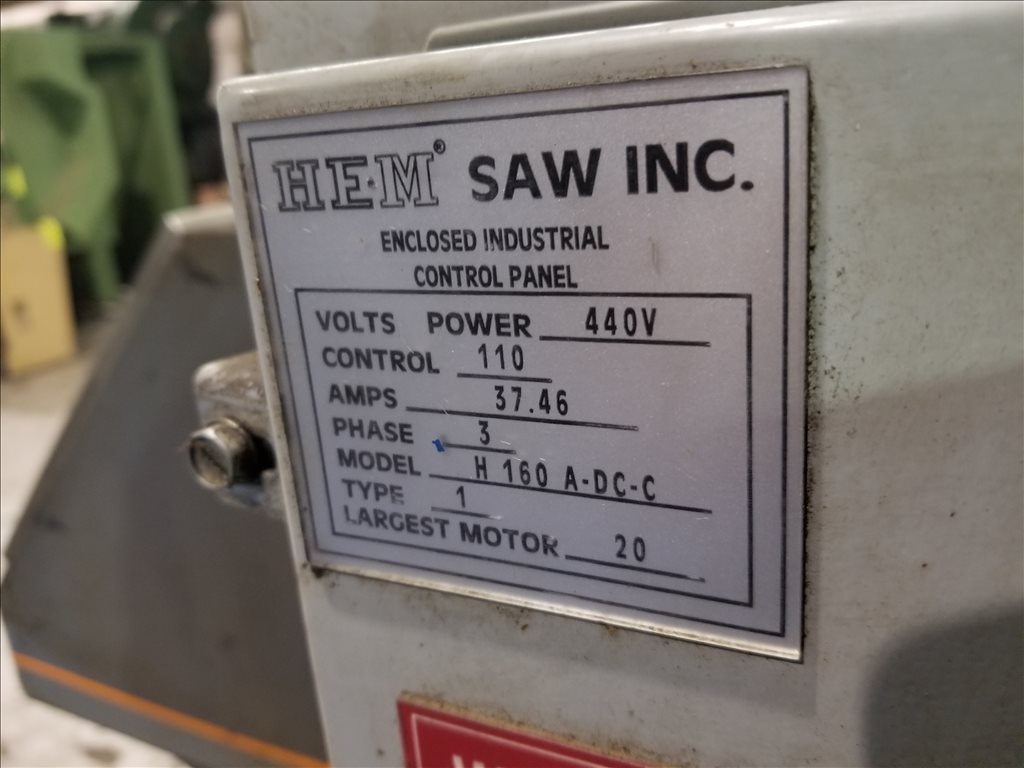 HE·M® SAW INC.
ENCLOSED INDUSTRIAL
CONTROL PANEL
VOLTS POWER 440V
CONTROL 110
AMPS 37.46
PHASE 3
MODEL H 160 A-DC-C
TYPE 1
LARGEST MOTOR 20